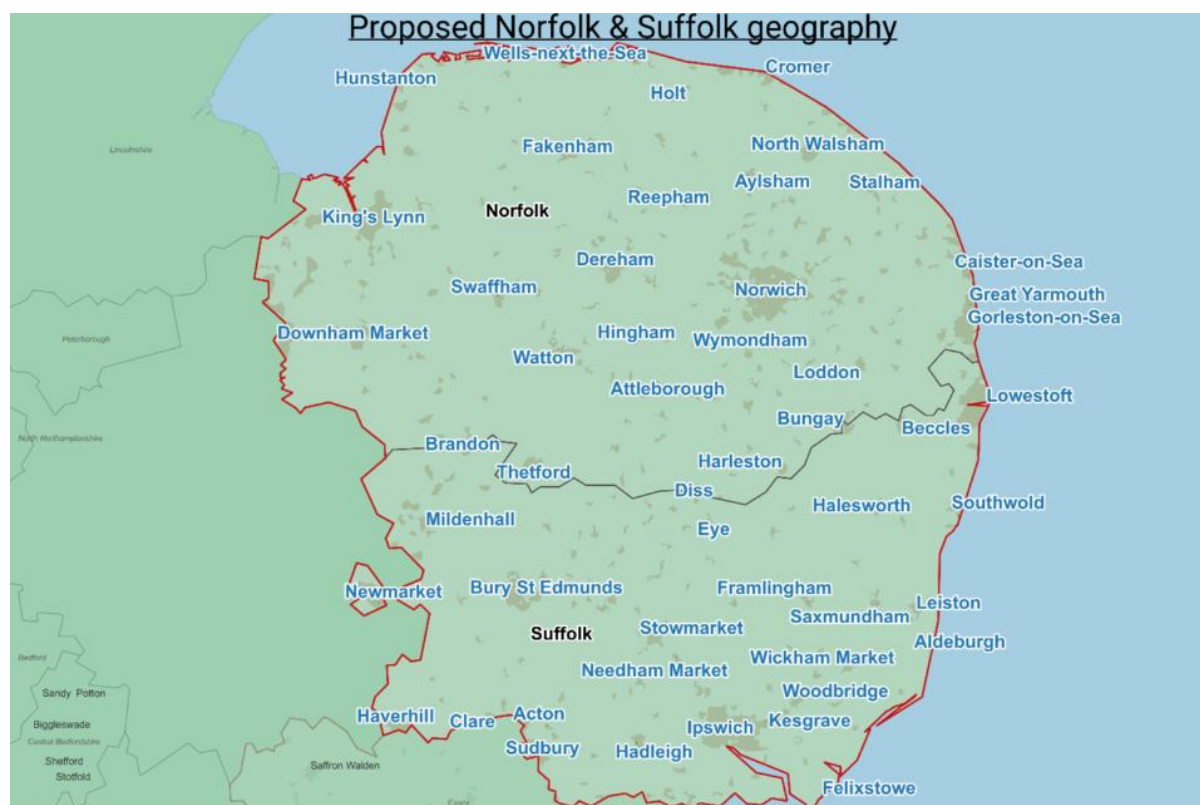 Proposed Norfolk & Suffolk geography
Wells-next-the-Sea
Cromer
Hunstanton
Holt
Fakenham
North Walsham
Lincolnshire
Aylsham
Stalham
Reepham
Norfolk
King's Lynn
Dereham
Caister-on-Sea
Swaffham
Norwich
Great Yarmouth
Gorleston-on-Sea
Downham Market
Hingham
Wymondham
Peterborough
Watton
Loddon
Attleborough
Lowestoft
Bungay
Beccles
North Northamptonshire
Brandon
Harleston
Thetford
Diss
Halesworth
Southwold
Mildenhall
Eye
Newmarket
Bury St Edmunds
Framlingham
Leiston
Saxmundham
Stowmarket
Suffolk
Aldeburgh
Bedford
Wickham Market
Needham Market
Sandy Potton
Woodbridge
Haverhill
Clare
Acton
Kesgrave
Biggleswade
Ipswich
Central Bedfordshire
Sudbury
Hadleigh
Shefford
Saffron Walden
Stotfold
Felixstowe
Essex